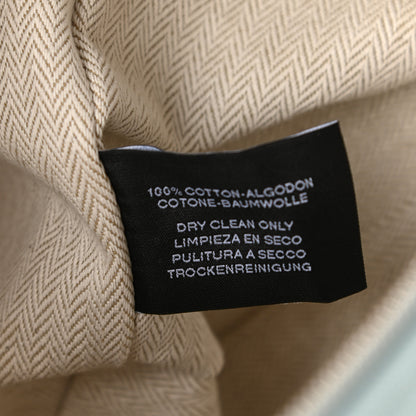 100% COTTON-ALGODON
COTONE-BAUMWOLLE
DRY CLEAN ONLY
LIMPIEZA EN SECO
PULITURA A SECCO
TROCKENREINIGUNG